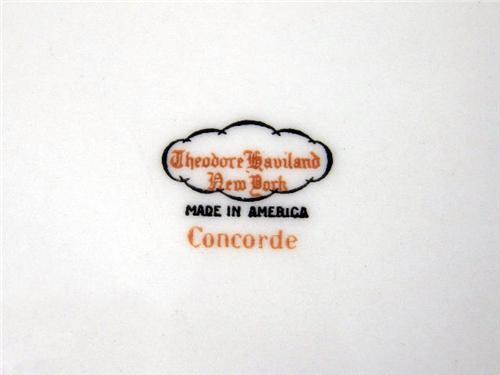 Theodore Haviland
New York
MADE IN AMERICA
Concorde